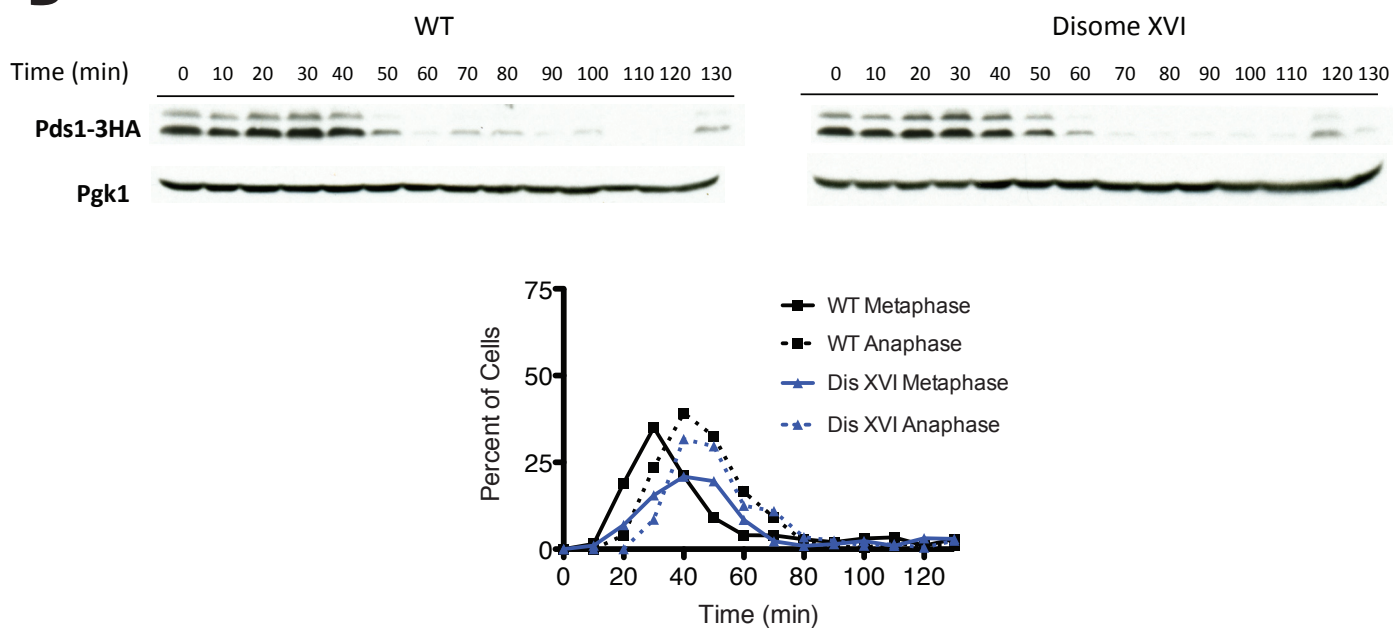 WT
Disome XVI
Time (min) 0 10 20 30 40 50 60 70 80 90 100 110 120 130
0 10 20 30 40 50 60 70 80 90 100 110 120 130
Pds1-3HA
Pgk1
75
50
25
0
Percent of Cells
0 20 40 60 80 100 120
Time (min)
WT Metaphase
WT Anaphase
Dis XVI Metaphase
Dis XVI Anaphase